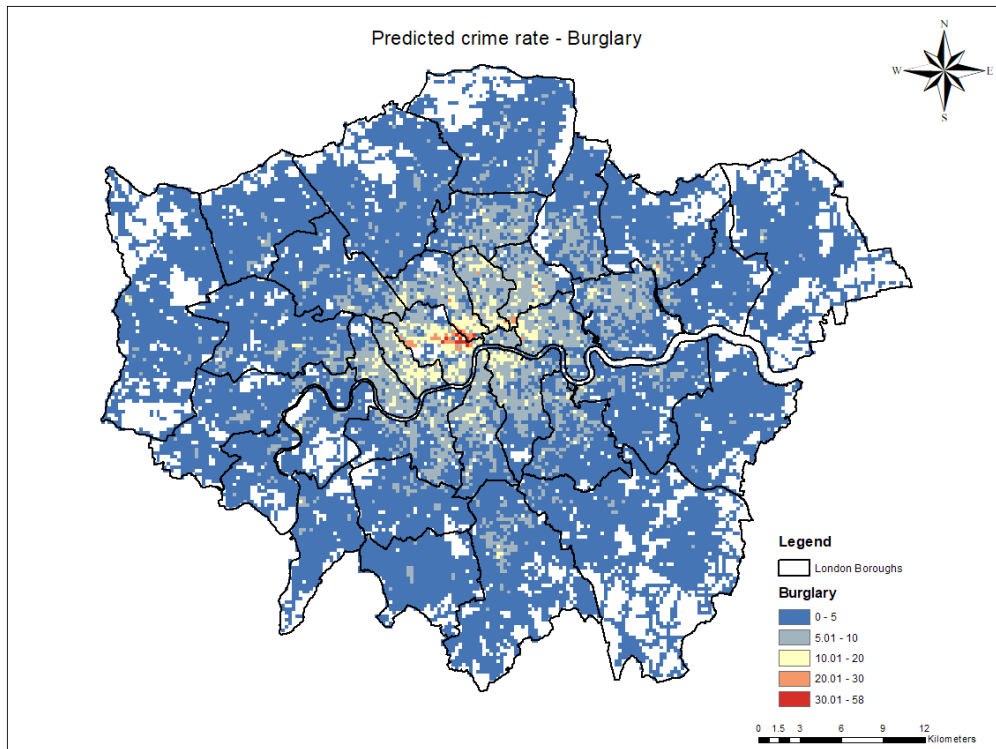 Predicted crime rate - Burglary
N
W E
S
Legend
London Boroughs
Burglary
0 - 5
5.01 - 10
10.01 - 20
20.01 - 30
30.01 - 58
0 1.5 3 6 9 12
Kilometers